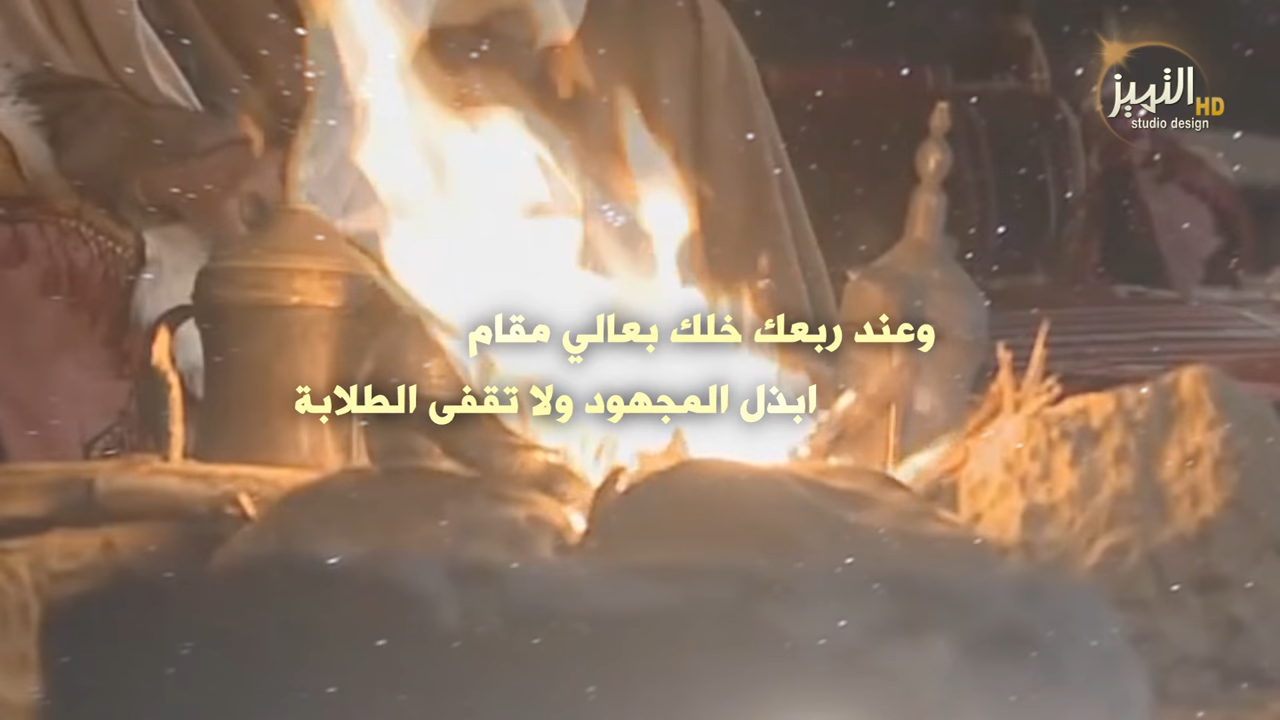 التميز HD
studio design
وعند ربعك خلك بعالي مقام
ابذل المجهود ولا تقفى الطلابة